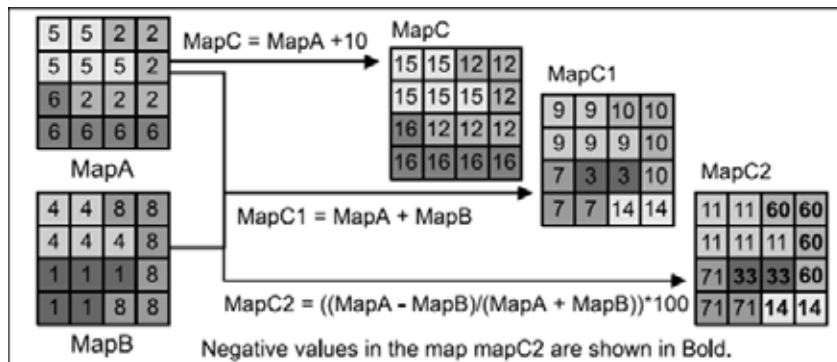 5 5 2 2
5 5 5 2
6 2 2 2
6 6 6 6
MapA
MapC = MapA +10
MapC
15 15 12 12
15 15 15 12
16 12 12 12
16 16 16 16
MapC1
9 9 10 10
9 9 9 10
7 3 3 10
7 7 14 14
4 4 8 8
4 4 4 8
1 1 1 8
1 1 8 8
MapB
MapC1 = MapA + MapB
MapC2
11 11 60 60
11 11 11 60
71 33 33 60
71 71 14 14
MapC2 = ((MapA - MapB)/(MapA + MapB))*100
Negative values in the map mapC2 are shown in Bold.